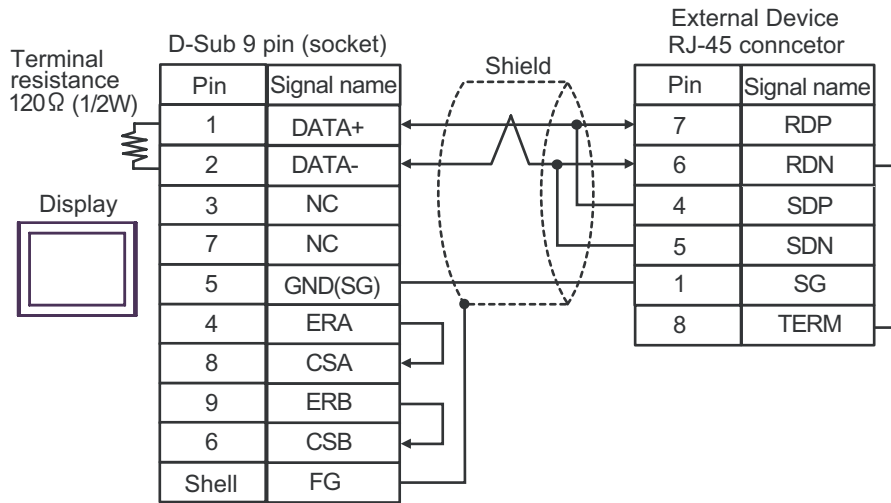 External Device
RJ-45 conncetor
D-Sub 9 pin (socket)
Terminal
resistance
120Ω (1/2W)
Shield
Display
Pin Signal name
1 DATA+
2 DATA-
3 NC
7 NC
5 GND(SG)
4 ERA
8 CSA
9 ERB
6 CSB
Shell FG
Pin Signal name
7 RDP
6 RDN
4 SDP
5 SDN
1 SG
8 TERM